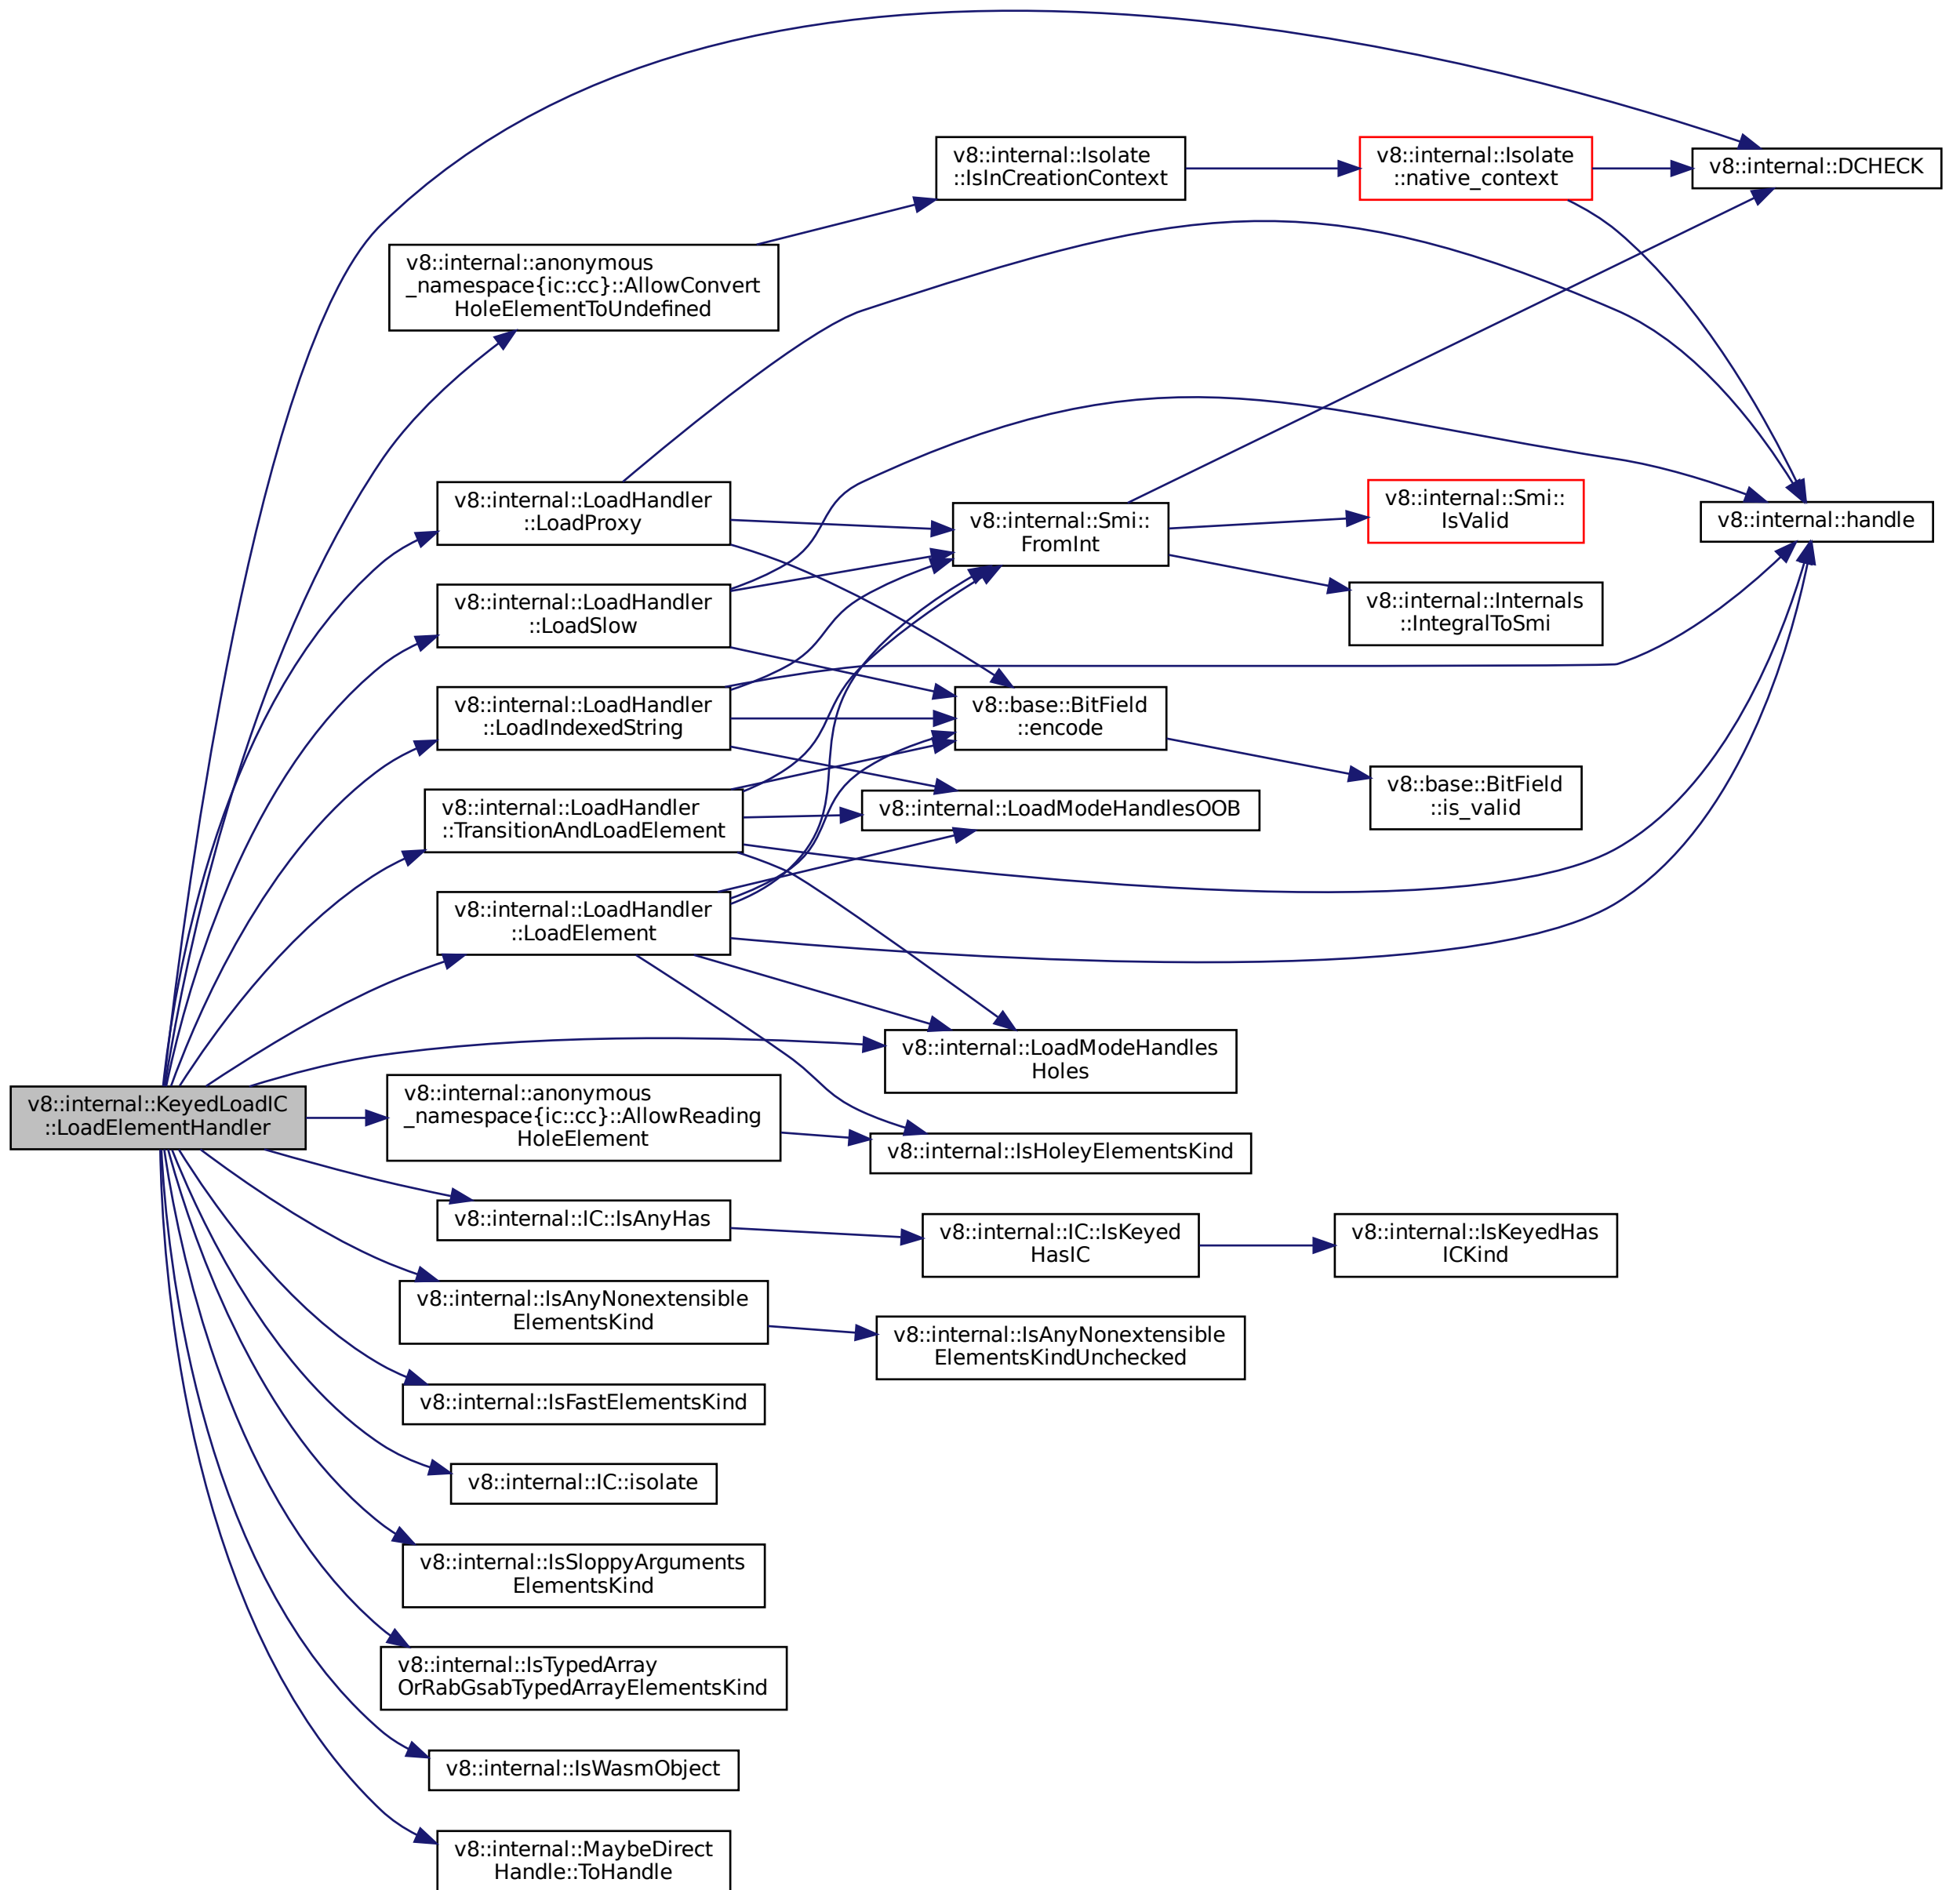 v8::internal::Isolate
::IsInCreationContext
v8::internal::Isolate
::native_context
v8::internal::DCHECK
v8::internal::anonymous
_namespace{ic::cc}::AllowConvert
HoleElementToUndefined
v8::internal::LoadHandler
::LoadProxy
v8::internal::Smi::
FromInt
v8::internal::Smi::
IsValid
v8::internal::handle
v8::internal::LoadHandler
::LoadSlow
v8::internal::Internals
::IntegralToSmi
v8::internal::LoadHandler
::LoadIndexedString
v8::base::BitField
::encode
v8::base::BitField
::is_valid
v8::internal::LoadHandler
::TransitionAndLoadElement
v8::internal::LoadModeHandlesOOB
v8::internal::LoadHandler
::LoadElement
v8::internal::LoadModeHandles
Holes
v8::internal::KeyedLoadIC
::LoadElementHandler
v8::internal::anonymous
_namespace{ic::cc}::AllowReading
HoleElement
v8::internal::IsHoleyElementsKind
v8::internal::IC::IsAnyHas
v8::internal::IC::IsKeyed
HasIC
v8::internal::IsKeyedHas
ICKind
v8::internal::IsAnyNonextensible
ElementsKind
v8::internal::IsAnyNonextensible
ElementsKindUnchecked
v8::internal::IsFastElementsKind
v8::internal::IC::isolate
v8::internal::IsSloppyArguments
ElementsKind
v8::internal::IsTypedArray
OrRabGsabTypedArrayElementsKind
v8::internal::IsWasmObject
v8::internal::MaybeDirect
Handle::ToHandle